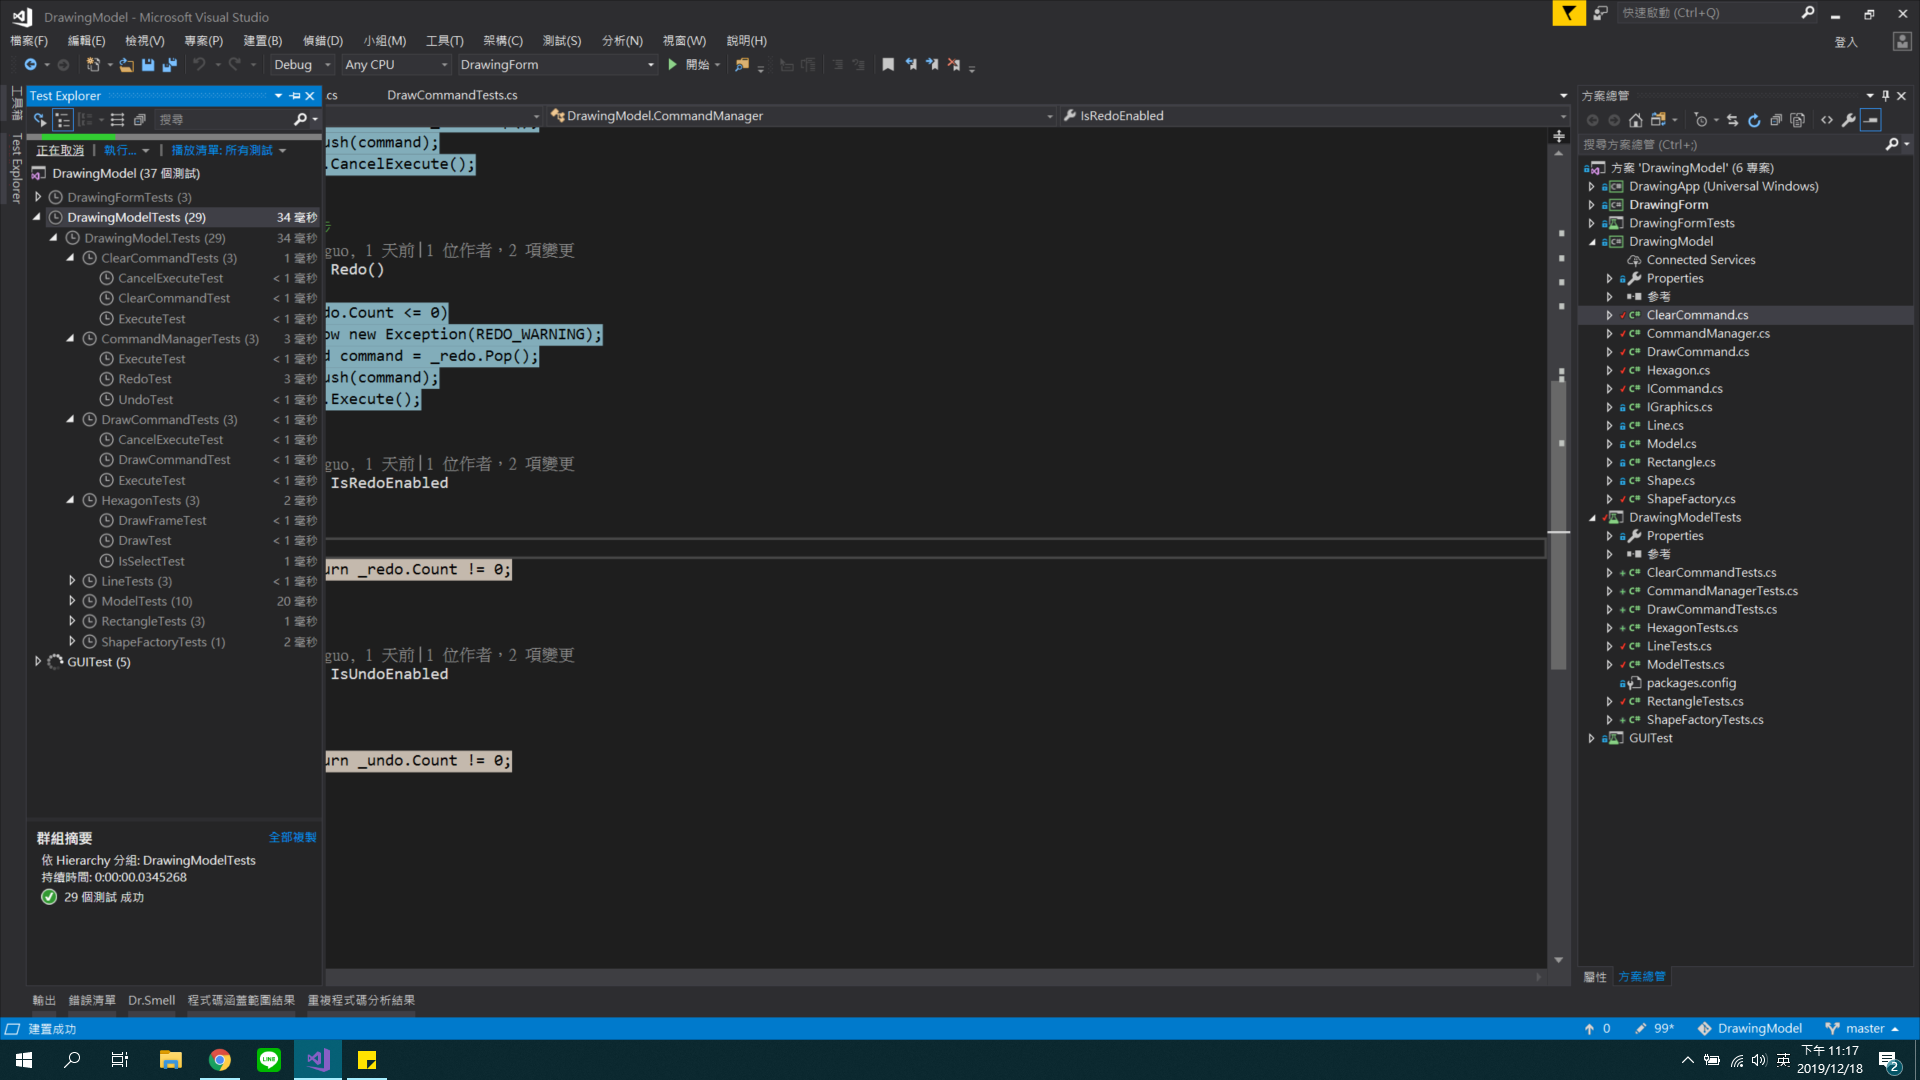 DrawingModel - Microsoft Visual Studio
快速啟動 (Ctrl+Q)
檔案(F) 編輯(E) 檢視(V) 專案(P) 建置(B) 偵錯(D) 小組(M) 工具(T) 架構(C) 測試(S) 分析(N) 視窗(W) 說明(H)
登入
Debug Any CPU DrawingForm 開始
工具箱
Test Explorer
Test Explorer
搜尋
正在取消 執行... 播放清單: 所有測試
DrawingModel (37 個測試)
DrawingFormTests (3)
DrawingModelTests (29) 34 毫秒
DrawingModel.Tests (29) 34 毫秒
ClearCommandTests (3) 1 毫秒
CancelExecuteTest < 1 毫秒
ClearCommandTest < 1 毫秒
ExecuteTest < 1 毫秒
CommandManagerTests (3) 3 毫秒
ExecuteTest < 1 毫秒
RedoTest 3 毫秒
UndoTest < 1 毫秒
DrawCommandTests (3) < 1 毫秒
CancelExecuteTest < 1 毫秒
DrawCommandTest < 1 毫秒
ExecuteTest < 1 毫秒
HexagonTests (3) 2 毫秒
DrawFrameTest < 1 毫秒
DrawTest < 1 毫秒
IsSelectTest 1 毫秒
LineTests (3) < 1 毫秒
ModelTests (10) 20 毫秒
RectangleTests (3) 1 毫秒
ShapeFactoryTests (1) 2 毫秒
GUITest (5)
群組摘要 全部複製
依 Hierarchy 分組: DrawingModelTests
持續時間: 0:00:00.0345268
29 個測試 成功
.cs DrawCommandTests.cs
DrawingModel.CommandManager IsRedoEnabled
ush(command);
.CancelExecute();
guo, 1 天前|1 位作者，2 項變更
Redo()
do.Count <= 0)
ow new Exception(REDO_WARNING);
d command = _redo.Pop();
ush(command);
.Execute();
guo, 1 天前|1 位作者，2 項變更
IsRedoEnabled
urn _redo.Count != 0;
guo, 1 天前|1 位作者，2 項變更
IsUndoEnabled
urn _undo.Count != 0;
方案總管
搜尋方案總管 (Ctrl+;)
方案 'DrawingModel' (6 專案)
DrawingApp (Universal Windows)
DrawingForm
DrawingFormTests
DrawingModel
Connected Services
Properties
參考
ClearCommand.cs
CommandManager.cs
DrawCommand.cs
Hexagon.cs
ICommand.cs
IGraphics.cs
Line.cs
Model.cs
Rectangle.cs
Shape.cs
ShapeFactory.cs
DrawingModelTests
Properties
參考
ClearCommandTests.cs
CommandManagerTests.cs
DrawCommandTests.cs
HexagonTests.cs
LineTests.cs
ModelTests.cs
packages.config
RectangleTests.cs
ShapeFactoryTests.cs
GUITest
屬性 方案總管
輸出 錯誤清單 Dr.Smell 程式碼涵蓋範圍結果 重複程式碼分析結果
建置成功 0 99* DrawingModel master
LINE
英 下午 11:17
2019/12/18
2